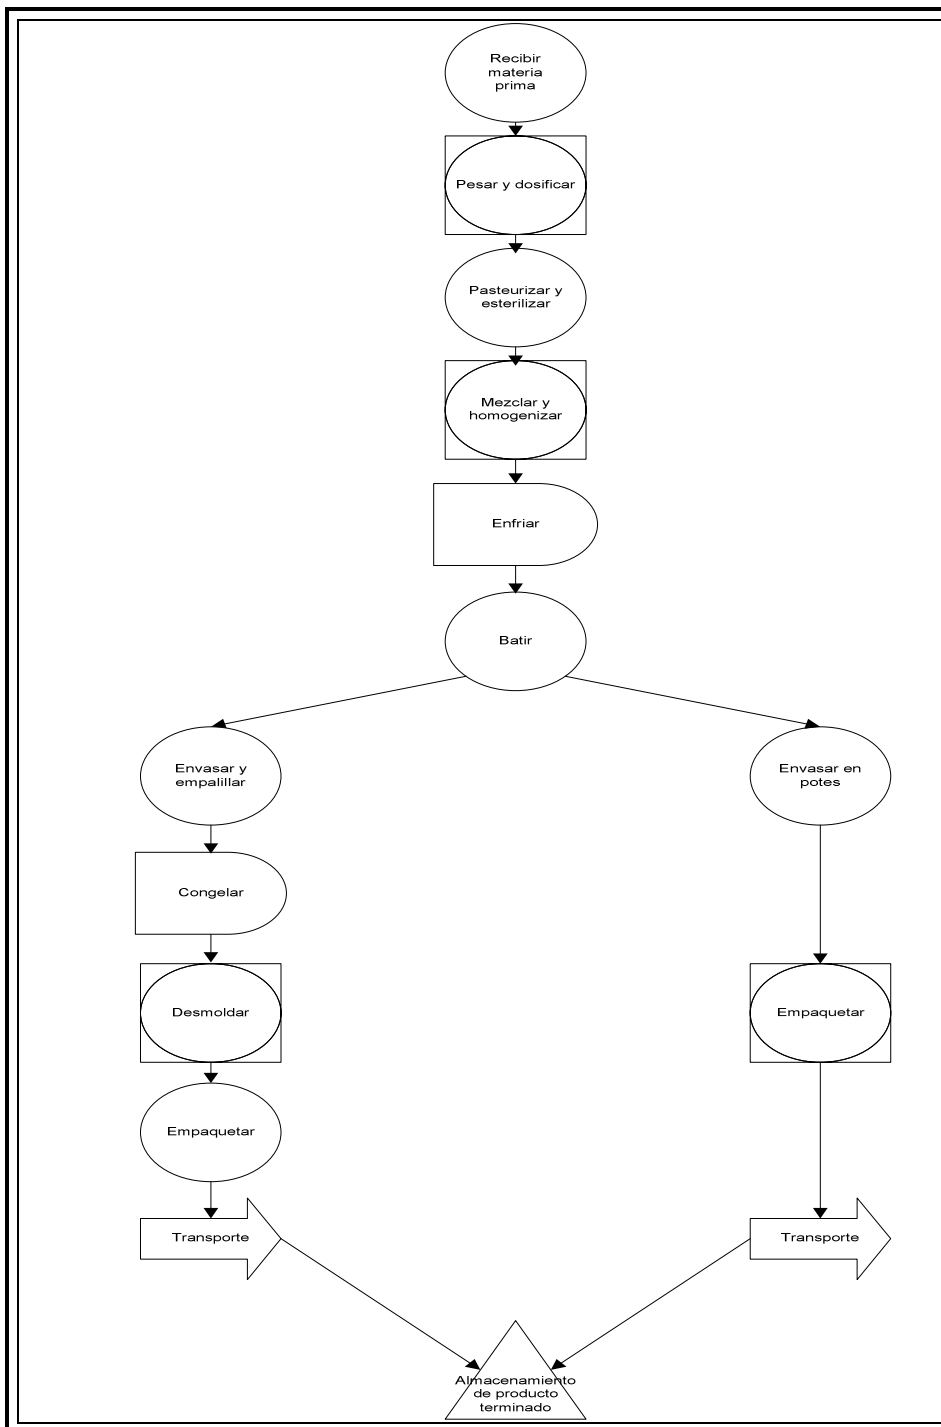 Recibir
materia
prima
Pesar y dosificar
Pasteurizar y
esterilizar
Mezclar y
homogenizar
Enfriar
Batir
Envasar y
empalillar
Envasar en
potes
Congelar
Desmoldar
Empaquetar
Empaquetar
Transporte
Transporte
Almacenamiento
de producto
terminado